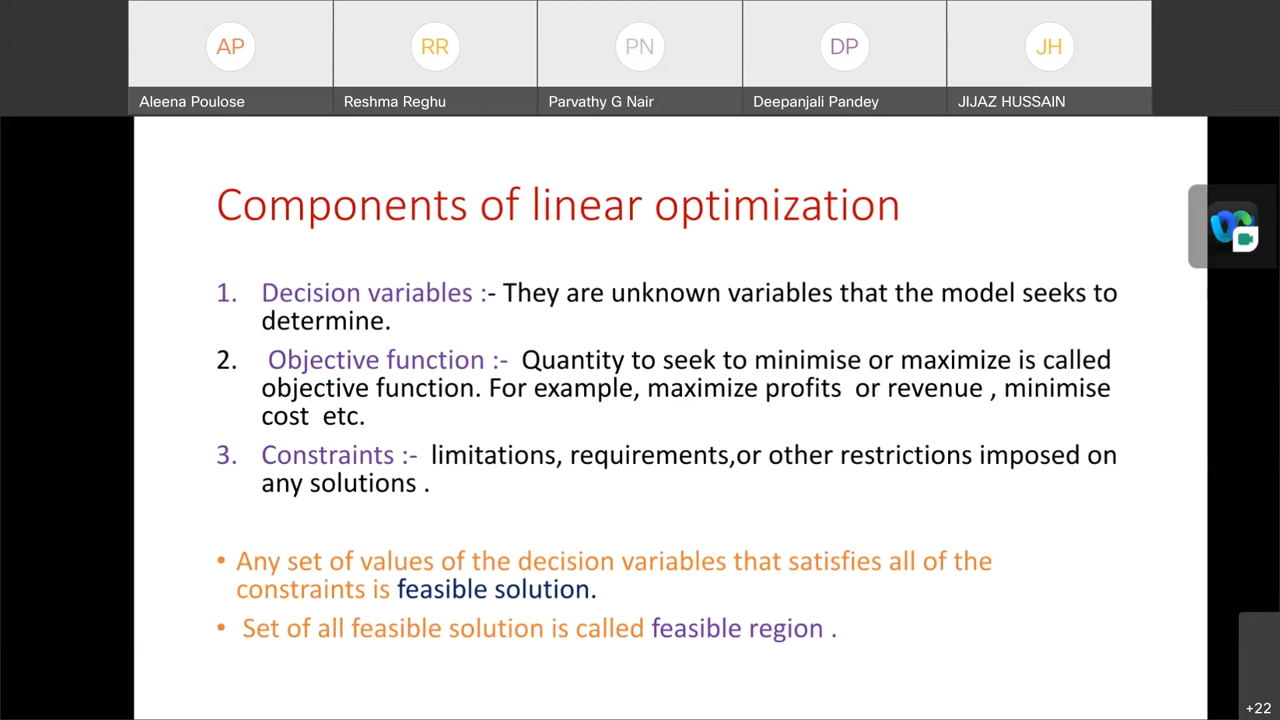 AP
RR
PN
DP
JH
Aleena Poulose
Reshma Reghu
Parvathy G Nair
Deepanjali Pandey
JIJAZ HUSSAIN
Components of linear optimization
1. Decision variables :- They are unknown variables that the model seeks to
determine.
2. Objective function :- Quantity to seek to minimise or maximize is called
objective function. For example, maximize profits or revenue , minimise
cost etc.
3. Constraints :- limitations, requirements,or other restrictions imposed on
any solutions .
• Any set of values of the decision variables that satisfies all of the
constraints is feasible solution.
• Set of all feasible solution is called feasible region .
+22